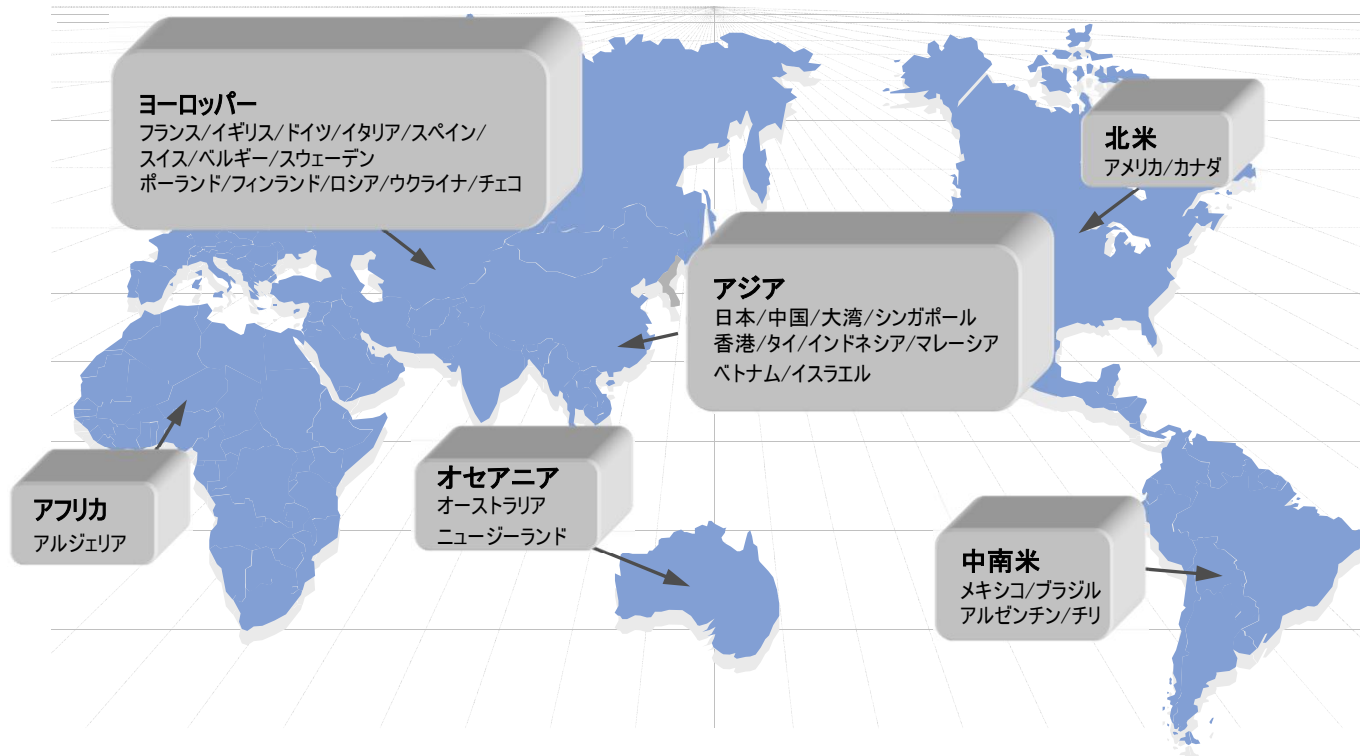 ヨーロッパー
フランス/イギリス/ドイツ/イタリア/スペイン/
スイス/ベルギー/スウェーデン
ポーランド/フィンランド/ロシア/ウクライナ/チェコ
北米
アメリカ/カナダ
アジア
日本/中国/大湾/シンガポール
香港/タイ/インドネシア/マレーシア
ベトナム/イスラエル
アフリカ
アルジェリア
オセアニア
オーストラリア
ニュージーランド
中南米
メキシコ/ブラジル
アルゼンチン/チリ